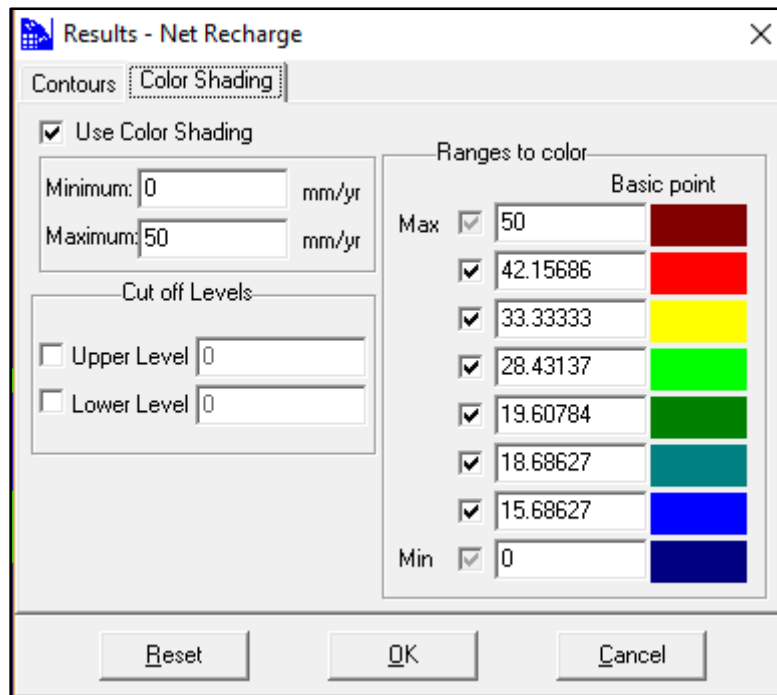 Results - Net Recharge
Contours
Color Shading
Use Color Shading
Minimum: 0 mm/yr
Maximum: 50 mm/yr
Cut off Levels
Upper Level 0
Lower Level 0
Ranges to color
Basic point
Max 50
42.15686
33.33333
28.43137
19.60784
18.68627
15.68627
Min 0
Reset
OK
Cancel